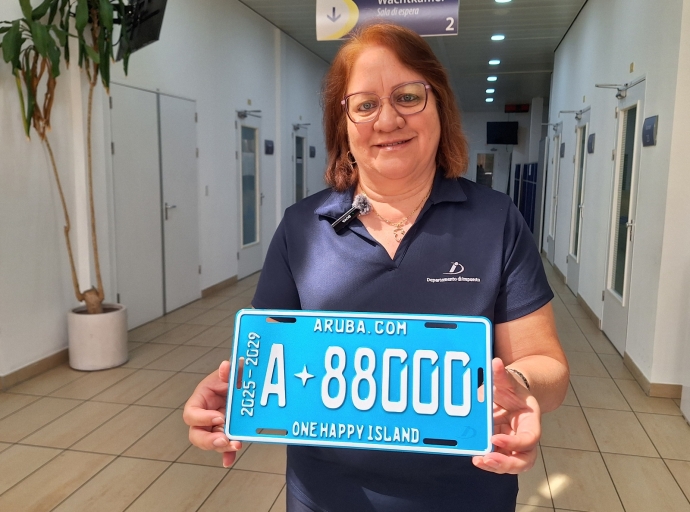 Wachtkamer
Sala di espera
2
Departamento di Impuesto
ARUBA.COM
2025-2029
A 88000
ONE HAPPY ISLAND